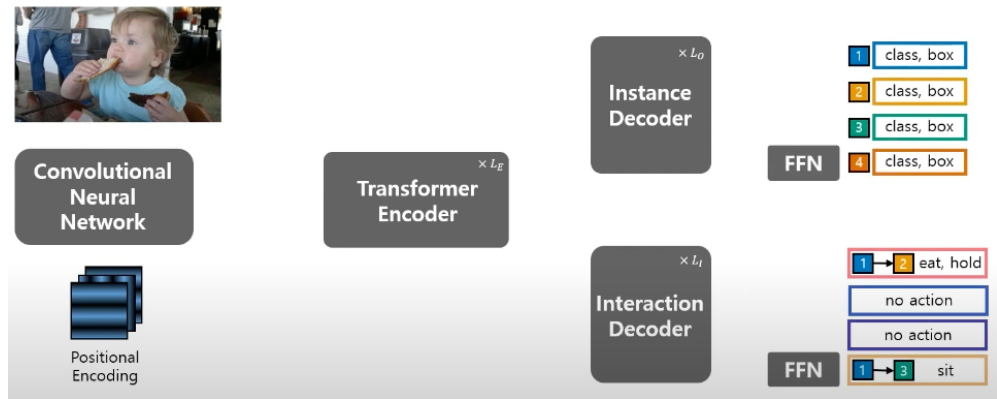 Convolutional
Neural
Network
Positional
Encoding
× L_E
Transformer
Encoder
× L_O
Instance
Decoder
FFN
1 class, box
2 class, box
3 class, box
4 class, box
× L_I
Interaction
Decoder
FFN
1 → 2 eat, hold
no action
no action
1 → 3 sit